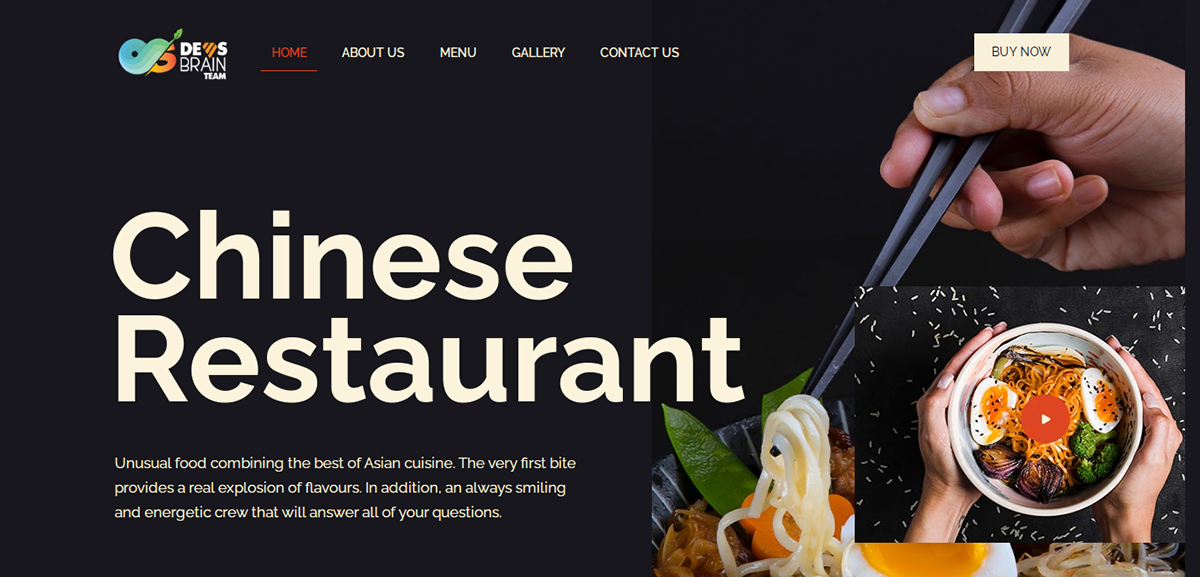 DEVS
BRAIN
TEAM
HOME
ABOUT US
MENU
GALLERY
CONTACT US
BUY NOW
Chinese
Restaurant
Unusual food combining the best of Asian cuisine. The very first bite
provides a real explosion of flavours. In addition, an always smiling
and energetic crew that will answer all of your questions.